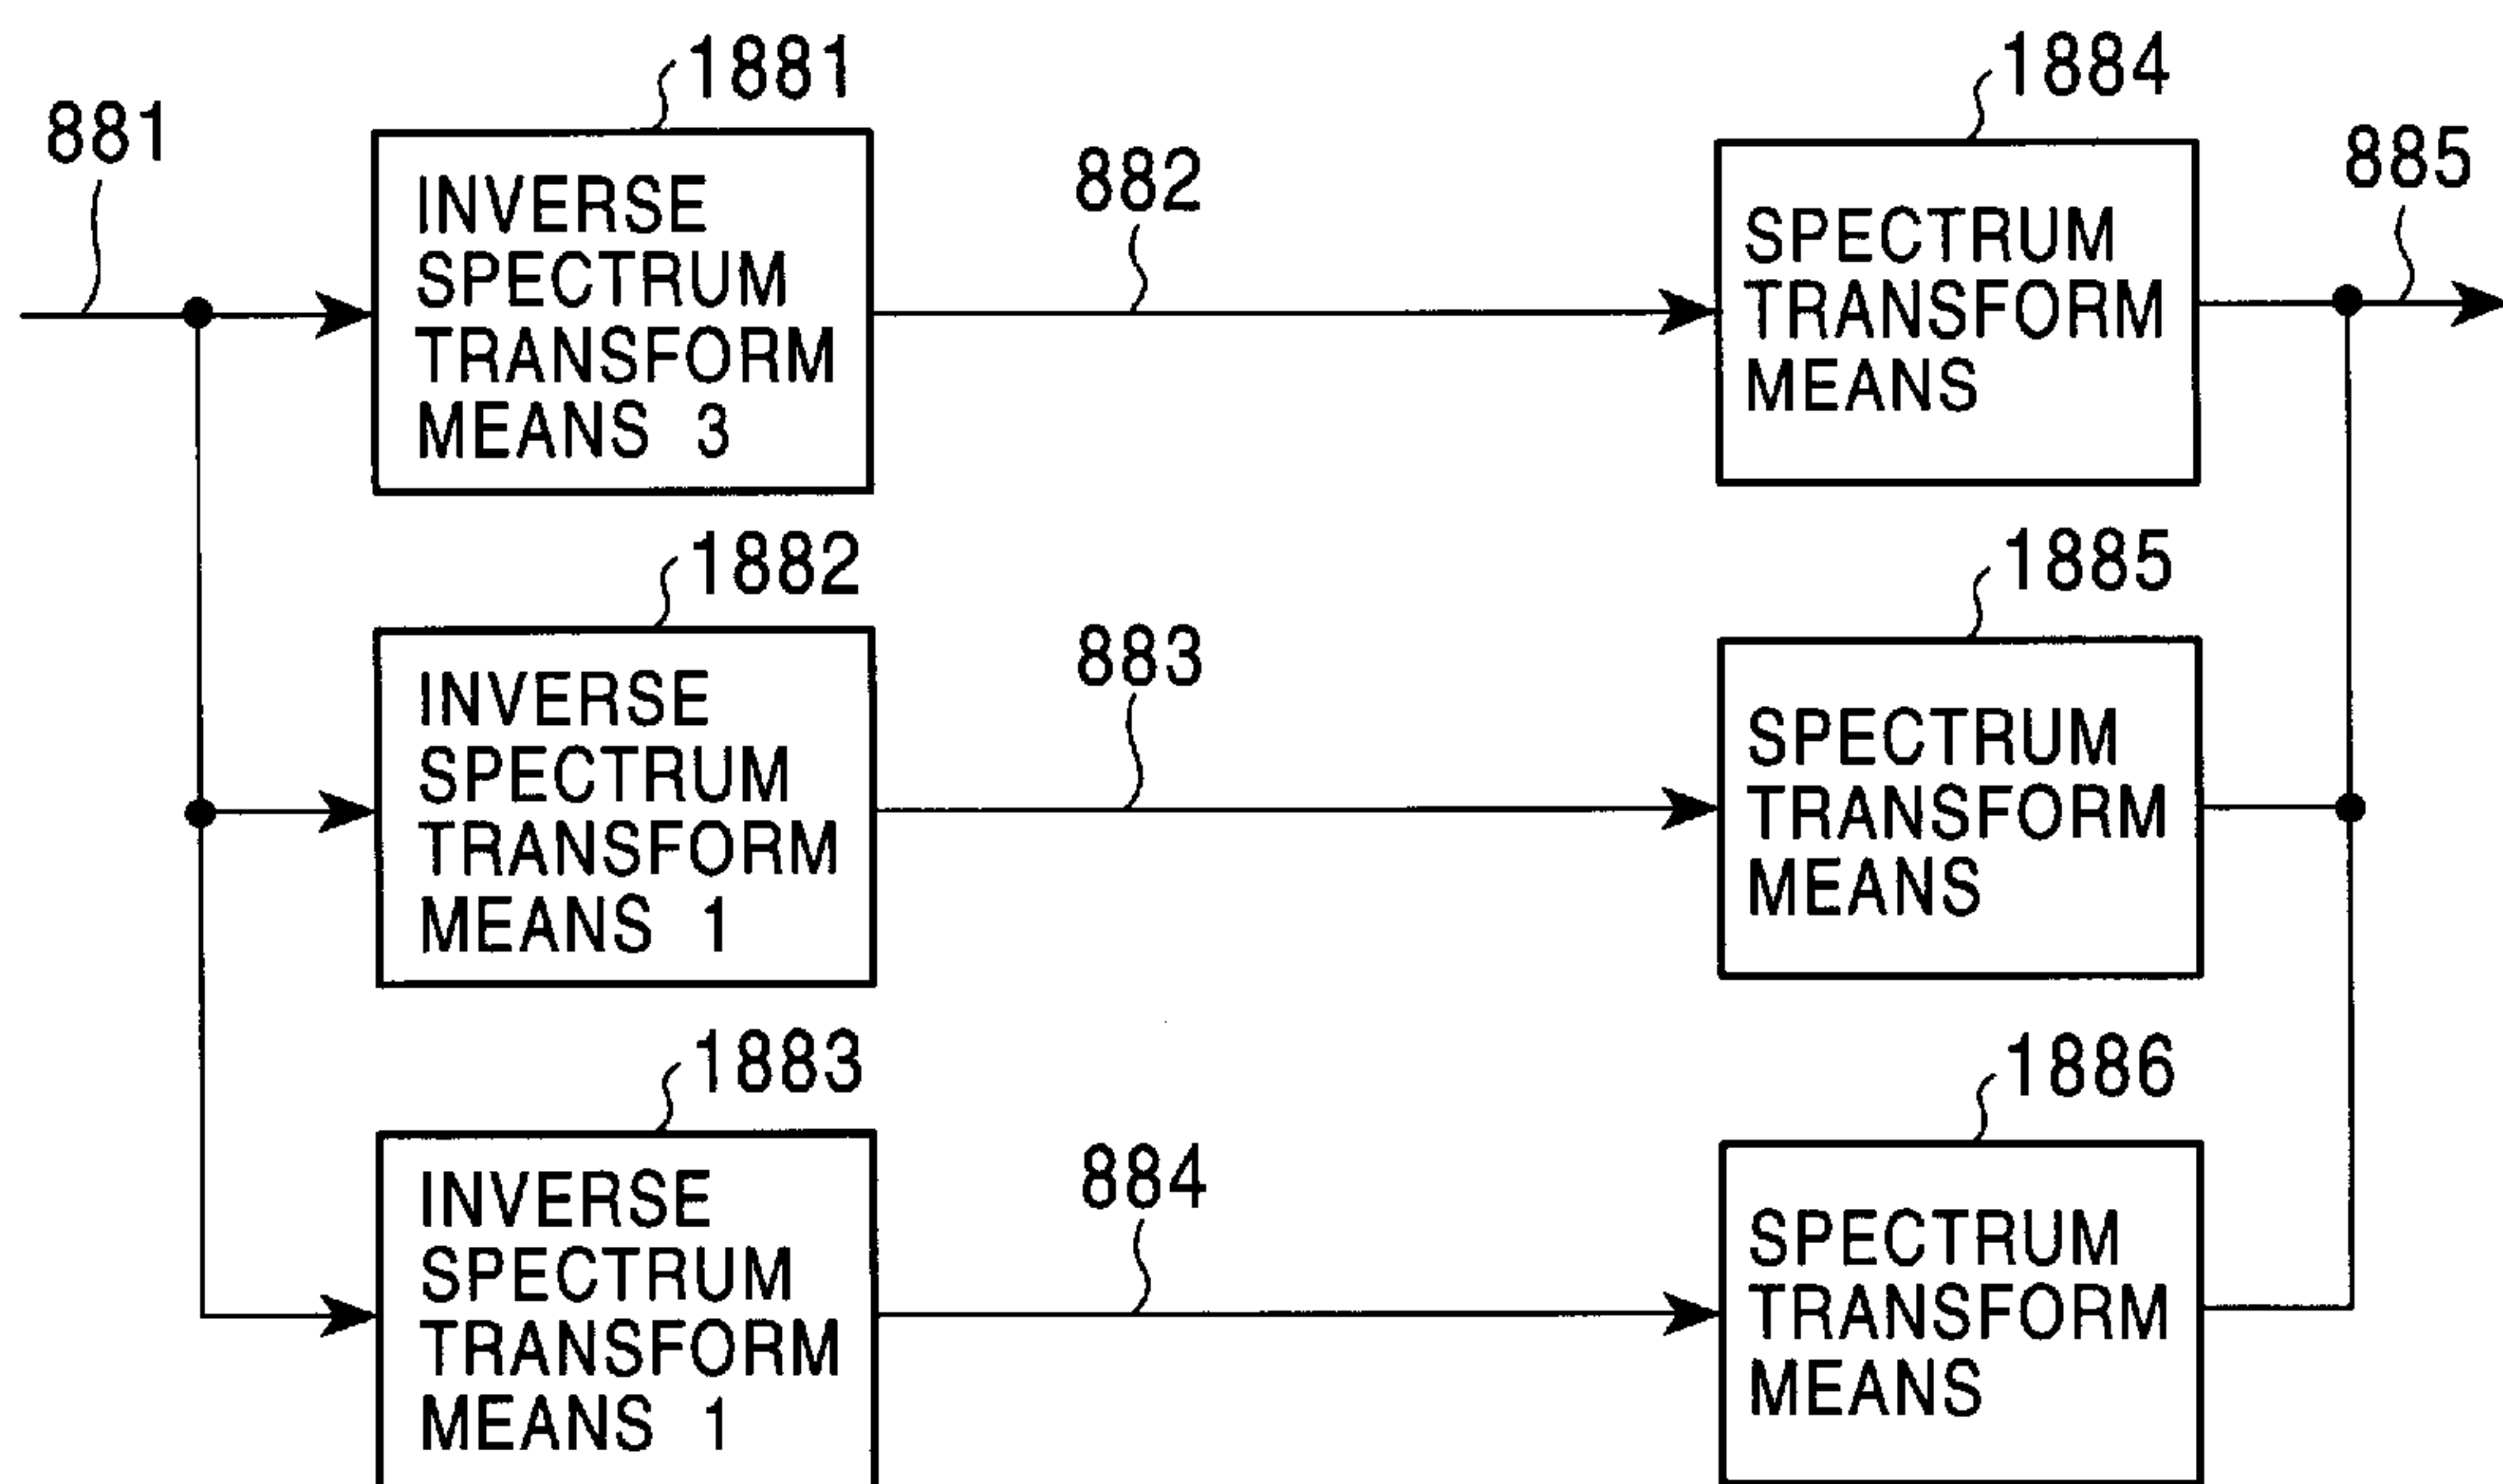 881
1881
INVERSE
SPECTRUM
TRANSFORM
MEANS 3
882
1884
SPECTRUM
TRANSFORM
MEANS
885
1882
INVERSE
SPECTRUM
TRANSFORM
MEANS 1
883
1885
SPECTRUM
TRANSFORM
MEANS
1883
INVERSE
SPECTRUM
TRANSFORM
MEANS 1
884
1886
SPECTRUM
TRANSFORM
MEANS